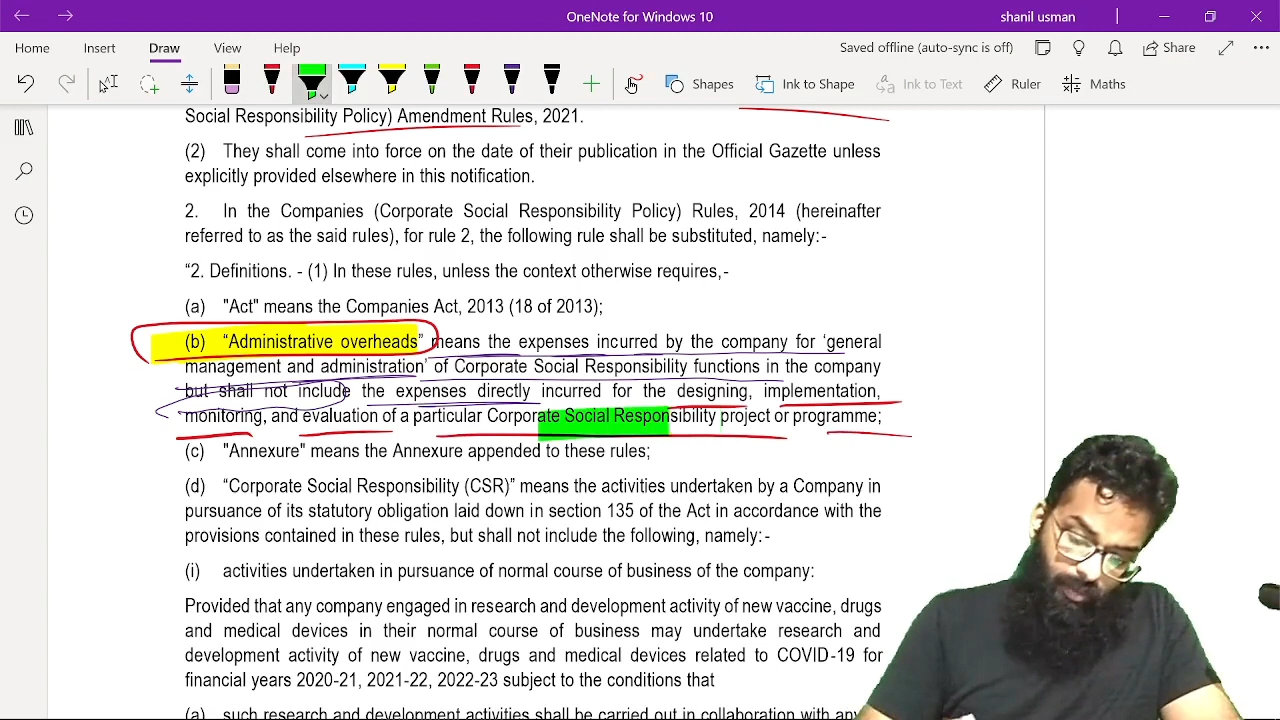 OneNote for Windows 10
shanil usman
Home Insert Draw View Help
Saved offline (auto-sync is off)
Share
Shapes
Ink to Shape
Ink to Text
Ruler
Maths
Social Responsibility Policy) Amendment Rules, 2021.
(2) They shall come into force on the date of their publication in the Official Gazette unless
explicitly provided elsewhere in this notification.
2. In the Companies (Corporate Social Responsibility Policy) Rules, 2014 (hereinafter
referred to as the said rules), for rule 2, the following rule shall be substituted, namely:-
“2. Definitions. - (1) In these rules, unless the context otherwise requires,-
(a) "Act" means the Companies Act, 2013 (18 of 2013);
(b) “Administrative overheads” means the expenses incurred by the company for ‘general
management and administration’ of Corporate Social Responsibility functions in the company
but shall not include the expenses directly incurred for the designing, implementation,
monitoring, and evaluation of a particular Corporate Social Responsibility project or programme;
(c) "Annexure" means the Annexure appended to these rules;
(d) “Corporate Social Responsibility (CSR)” means the activities undertaken by a Company in
pursuance of its statutory obligation laid down in section 135 of the Act in accordance with the
provisions contained in these rules, but shall not include the following, namely:-
(i) activities undertaken in pursuance of normal course of business of the company:
Provided that any company engaged in research and development activity of new vaccine, drugs
and medical devices in their normal course of business may undertake research and
development activity of new vaccine, drugs and medical devices related to COVID-19 for
financial years 2020-21, 2021-22, 2022-23 subject to the conditions that
(a) such research and development activities shall be carried out in collaboration with any